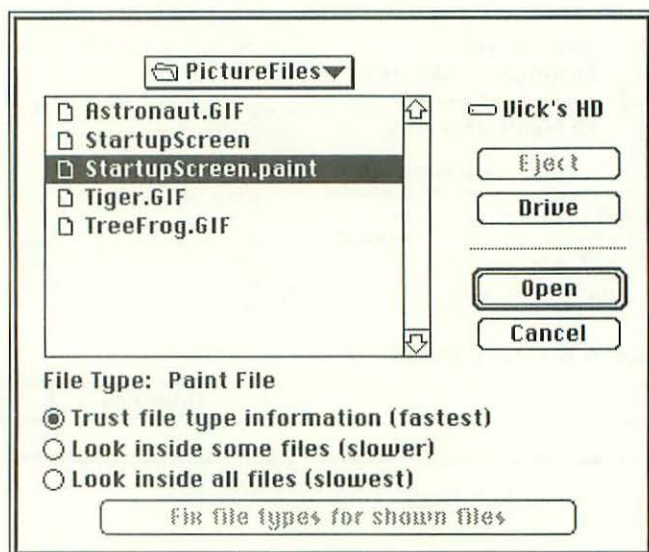 PictureFiles
Astronaut.GIF
StartupScreen
StartupScreen.paint
Tiger.GIF
TreeFrog.GIF
Vick's HD
Eject
Drive
Open
Cancel
File Type: Paint File
Trust file type information (fastest)
Look inside some files (slower)
Look inside all files (slowest)
Fix file types for shown files